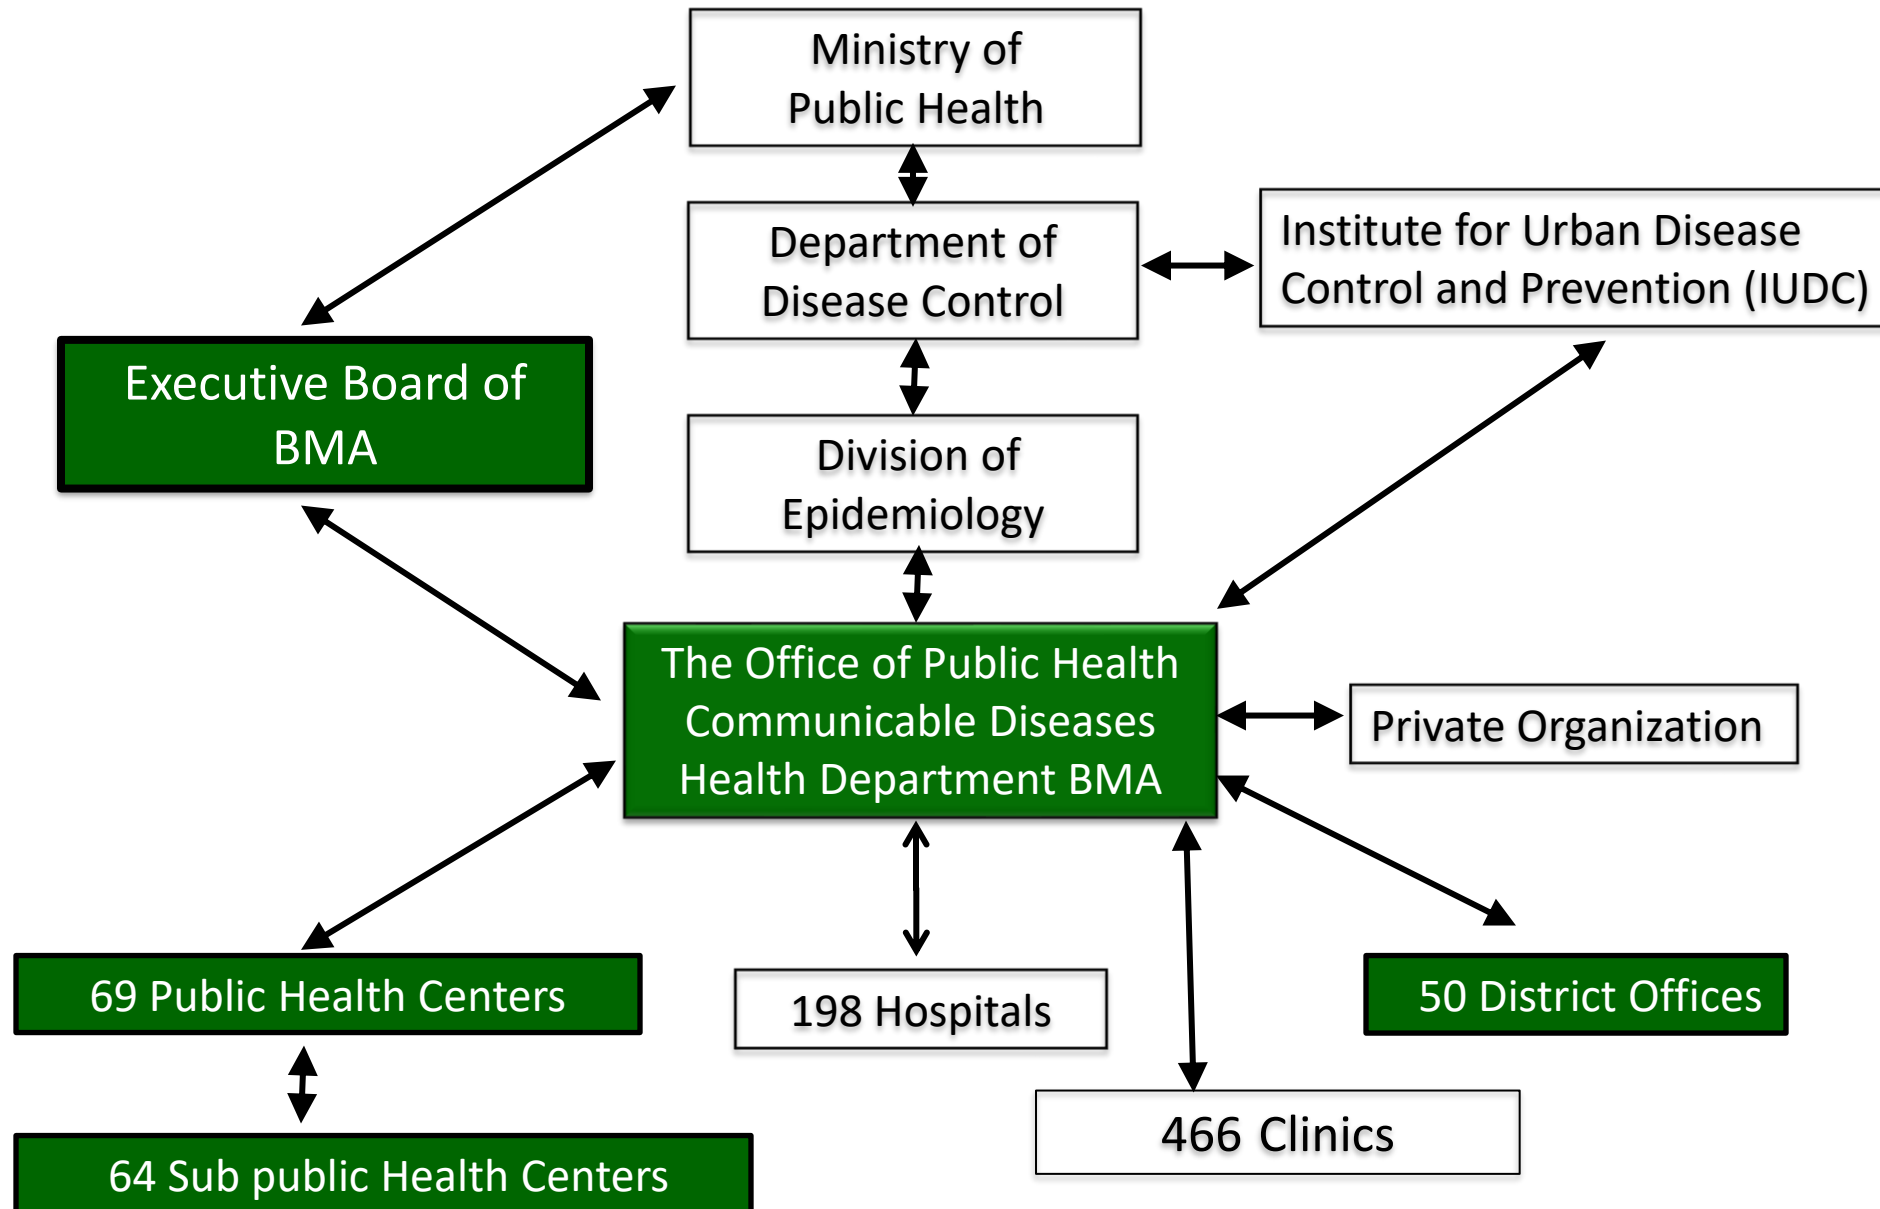 Ministry of
Public Health
Department of
Disease Control
Institute for Urban Disease
Control and Prevention (IUDC)
Executive Board of
BMA
Division of
Epidemiology
The Office of Public Health
Communicable Diseases
Health Department BMA
Private Organization
69 Public Health Centers
198 Hospitals
50 District Offices
466 Clinics
64 Sub public Health Centers